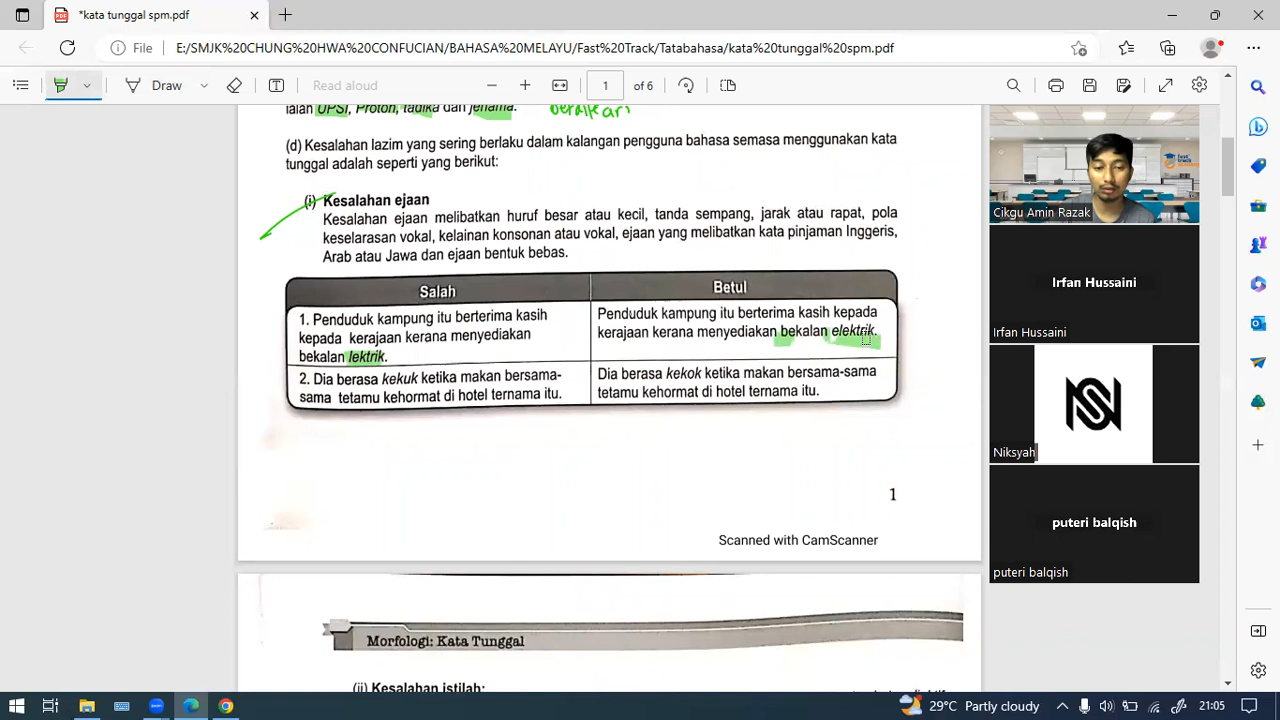 *kata tunggal spm.pdf
File
E:/SMJK%20CHUNG%20HWA%20CONFUCIAN/BAHASA%20MELAYU/Fast%20Track/Tatabahasa/kata%20tunggal%20spm.pdf
Draw
Read aloud
1
of 6
ialah UPSI, Proton, tadika dan jenama.
(d) Kesalahan lazim yang sering berlaku dalam kalangan pengguna bahasa semasa menggunakan kata
tunggal adalah seperti yang berikut:
(i) Kesalahan ejaan
Kesalahan ejaan melibatkan huruf besar atau kecil, tanda sempang, jarak atau rapat, pola
keselarasan vokal, kelainan konsonan atau vokal, ejaan yang melibatkan kata pinjaman Inggeris,
Arab atau Jawa dan ejaan bentuk bebas.
Salah
Betul
1. Penduduk kampung itu berterima kasih
kepada kerajaan kerana menyediakan
bekalan lektrik.
Penduduk kampung itu berterima kasih kepada
kerajaan kerana menyediakan bekalan elektrik.
2. Dia berasa kekuk ketika makan bersama-
sama tetamu kehormat di hotel ternama itu.
Dia berasa kekok ketika makan bersama-sama
tetamu kehormat di hotel ternama itu.
1
Scanned with CamScanner
Morfologi: Kata Tunggal
(ii) Kesalahan istilah:
fast track
Cikgu Amin Razak
Irfan Hussaini
Irfan Hussaini
Niksyah
puteri balqish
puteri balqish
29°C Partly cloudy
21:05